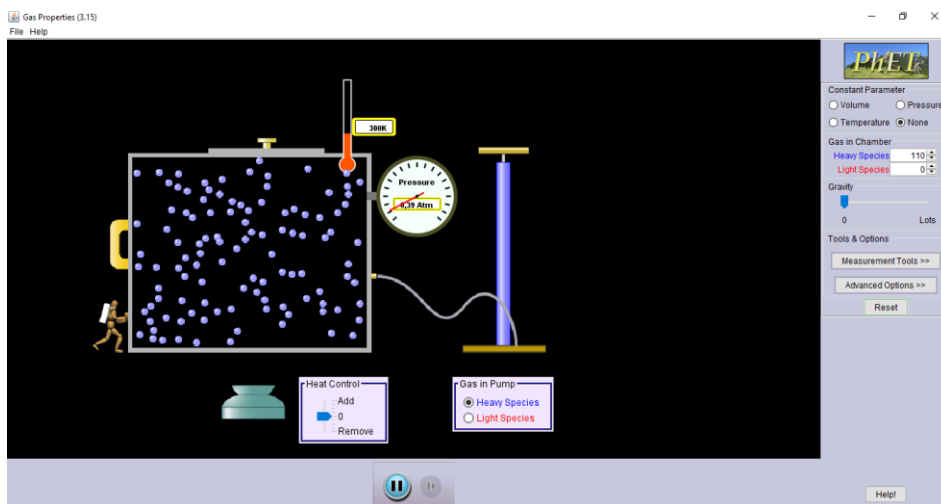 Gas Properties (3.15)
File Help
PhET
Constant Parameter
Volume Pressure
Temperature None
300K
Gas in Chamber
Heavy Species 110
Light Species 0
Pressure
0,39 Atm
Gravity
0 Lots
Tools & Options
Measurement Tools >>
Advanced Options >>
Reset
Heat Control
Add
0
Remove
Gas in Pump
Heavy Species
Light Species
Help!